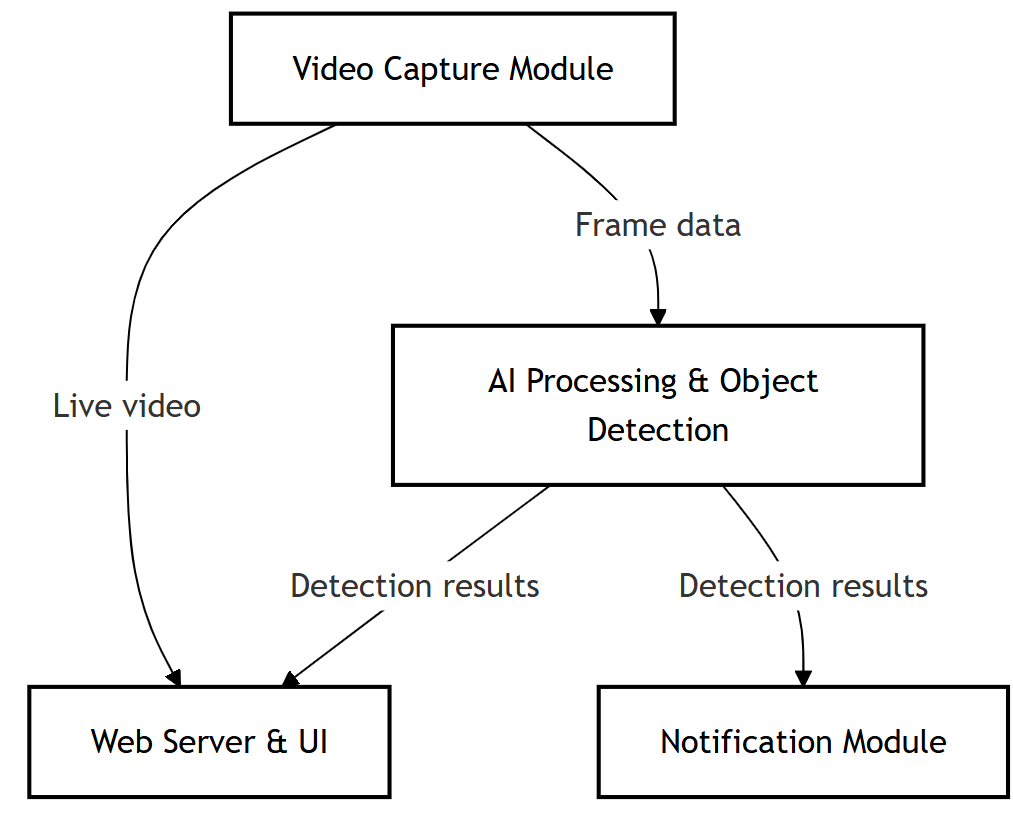 Video Capture Module
Frame data
AI Processing & Object
Detection
Live video
Detection results
Detection results
Web Server & UI
Notification Module